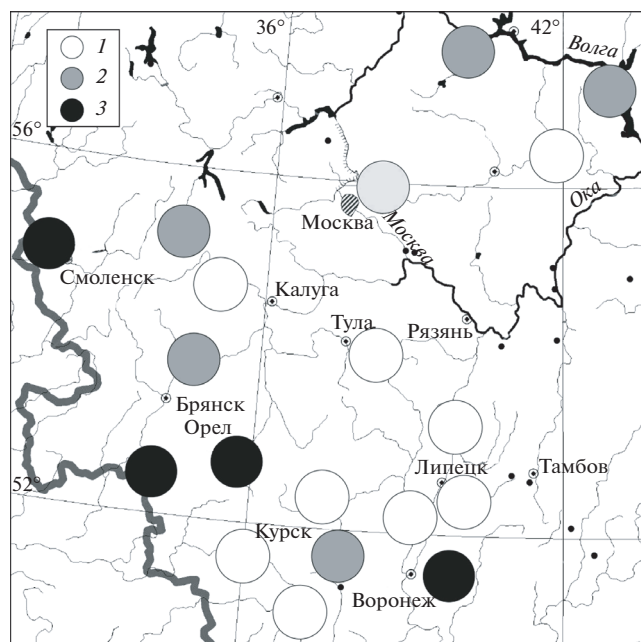 36°
42°
Волга
1
2
3
56°
Ока
Москва
Москва
Смоленск
Калуга
Тула
Рязань
Брянск
Орел
Липецк
Тамбов
52°
Курск
Воронеж